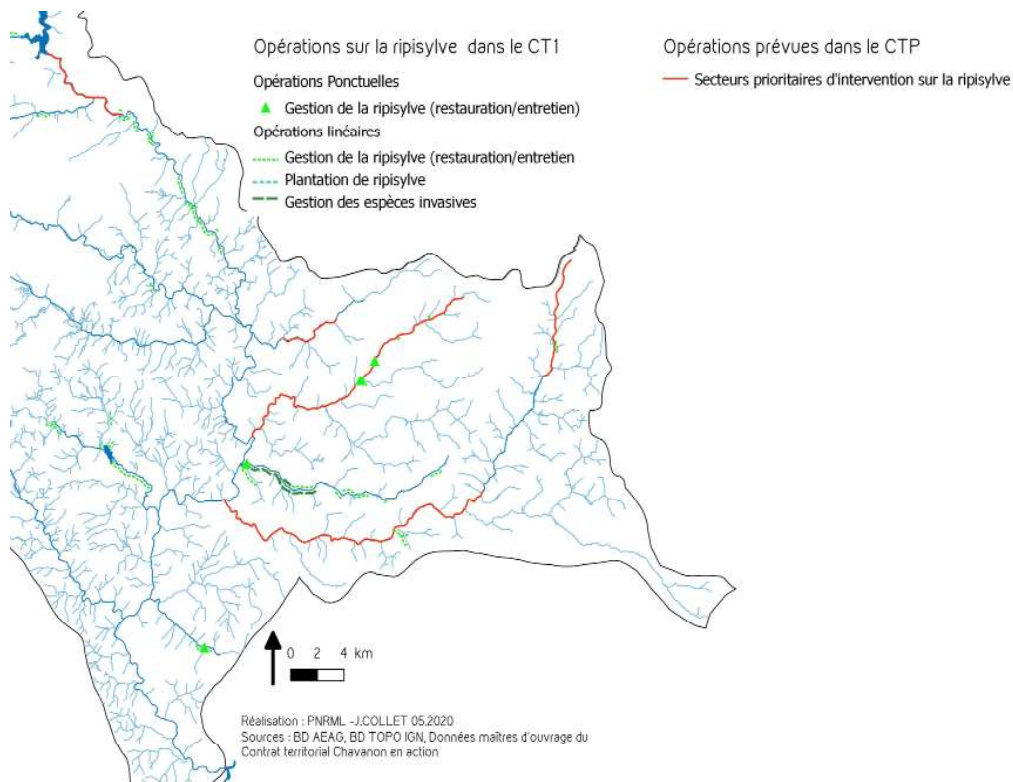 Opérations sur la ripisylve dans le CT1
Opérations Ponctuelles
Gestion de la ripisylve (restauration/entretien)
Opérations linéaires
Gestion de la ripisylve (restauration/entretien
Plantation de ripisylve
Gestion des espèces invasives
Opérations prévues dans le CTP
Secteurs prioritaires d'intervention sur la ripisylve
0 2 4 km
Réalisation : PNRML -J.COLLET 05.2020
Sources : BD AEAG, BD TOPO IGN, Données maîtres d'ouvrage du
Contrat territorial Chavanon en action